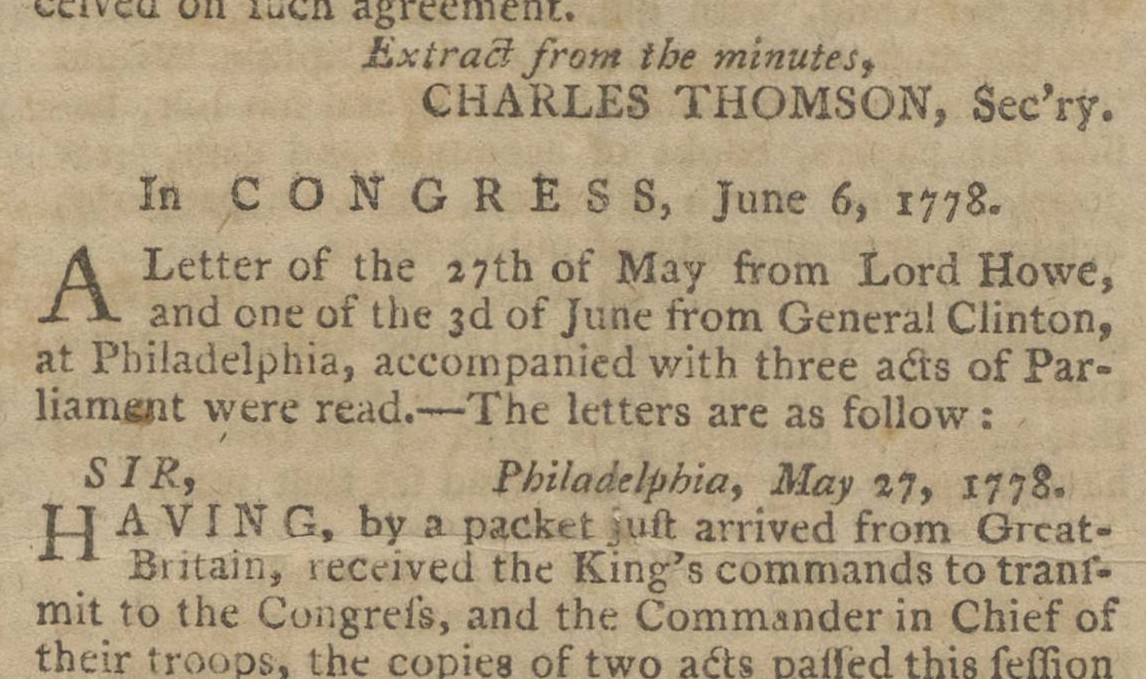 ceived on ſuch agreement.
Extract from the minutes,
CHARLES THOMSON, Sec'ry.
In CONGRESS, June 6, 1778.
A Letter of the 27th of May from Lord Howe,
and one of the 3d of June from General Clinton,
at Philadelphia, accompanied with three acts of Par-
liament were read.—The letters are as follow:
SIR, Philadelphia, May 27, 1778.
HAVING, by a packet juſt arrived from Great-
Britain, received the King's commands to tranſ-
mit to the Congreſs, and the Commander in Chief of
their troops, the copies of two acts paſſed this ſeſſion